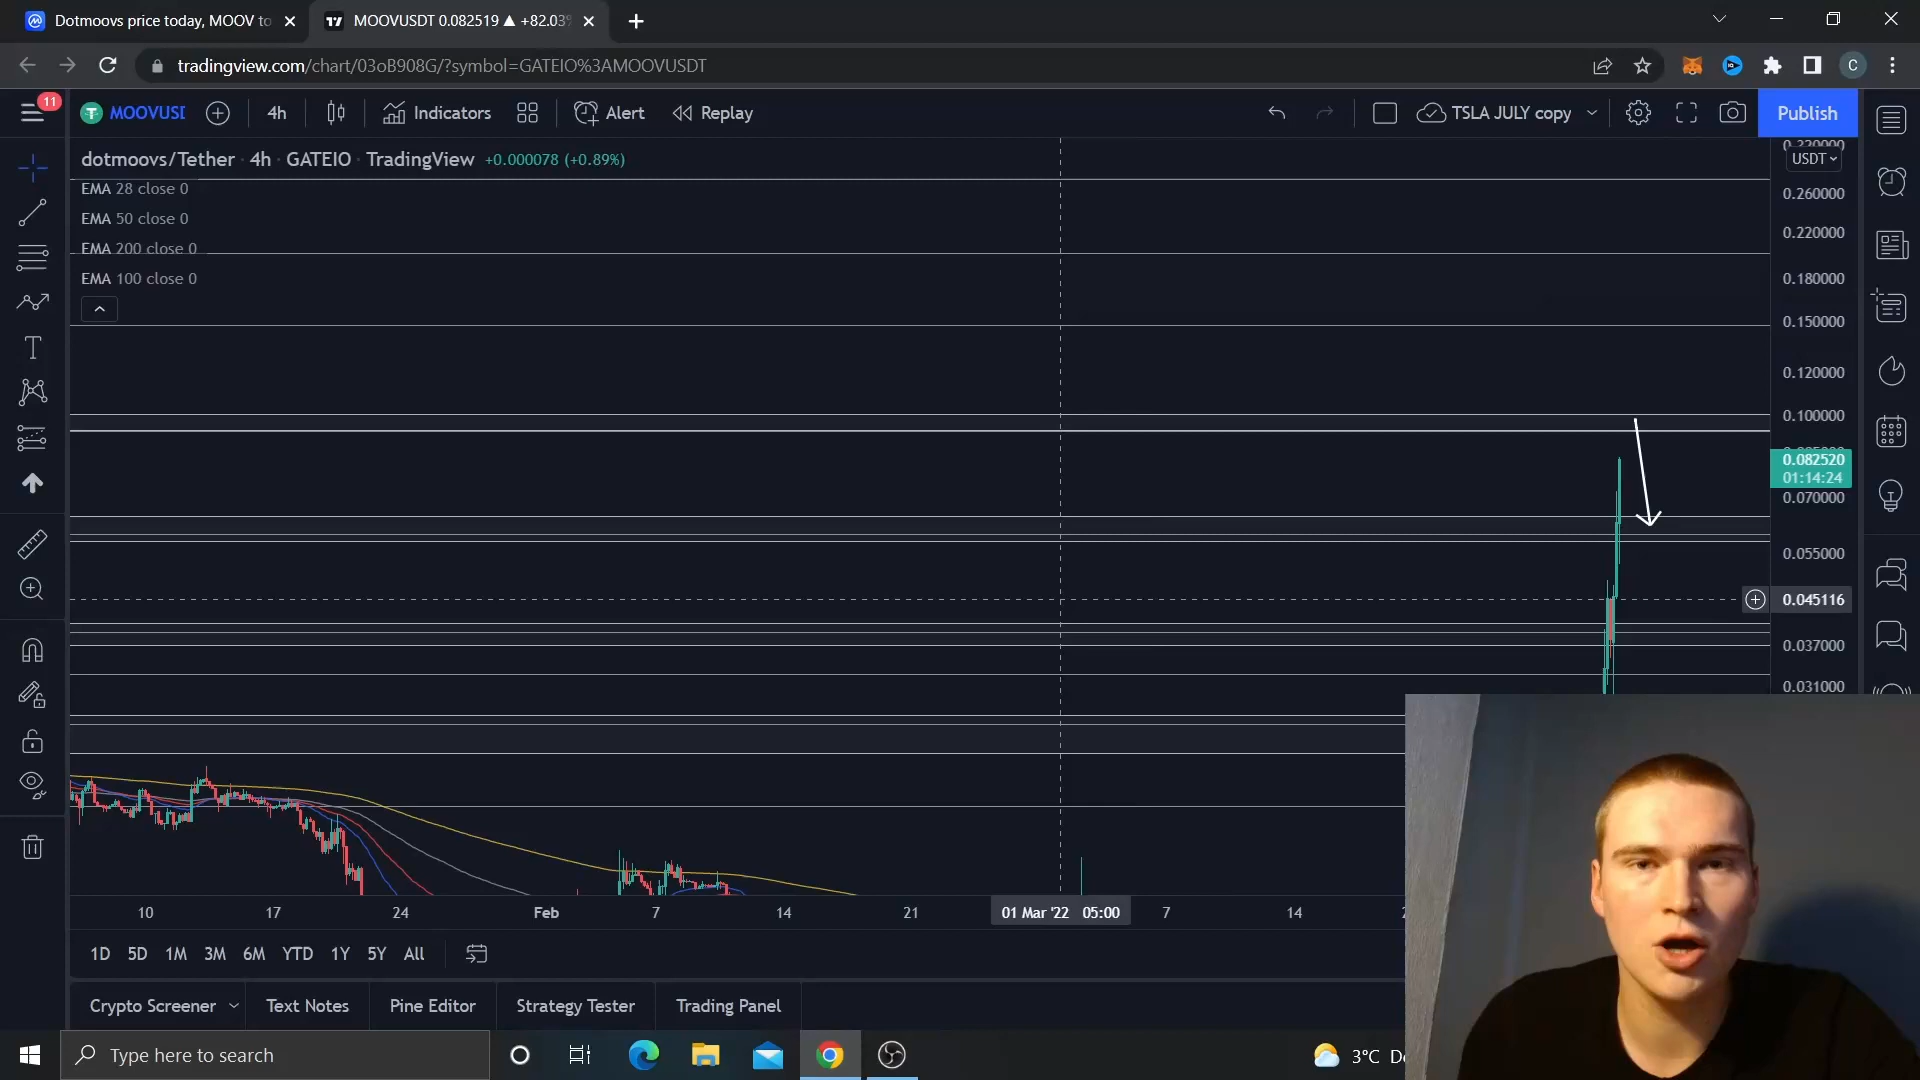 Dotmoovs price today, MOOV to
MOOVUSDT 0.082519 ▲ +82.03%
tradingview.com/chart/03oB908G/?symbol=GATEIO%3AMOOVUSDT
C
11
MOOVUSI
4h
Indicators
Alert
Replay
TSLA JULY copy
Publish
dotmoovs/Tether · 4h · GATEIO · TradingView +0.000078 (+0.89%)
EMA 28 close 0
EMA 50 close 0
EMA 200 close 0
EMA 100 close 0
USDT
0.260000
0.220000
0.180000
0.150000
0.120000
0.100000
0.082520
01:14:24
0.070000
0.055000
0.045116
0.037000
0.031000
10 17 24 Feb 7 14 21 01 Mar '22 05:00 7 14
1D 5D 1M 3M 6M YTD 1Y 5Y All
Crypto Screener Text Notes Pine Editor Strategy Tester Trading Panel
Type here to search
3°C